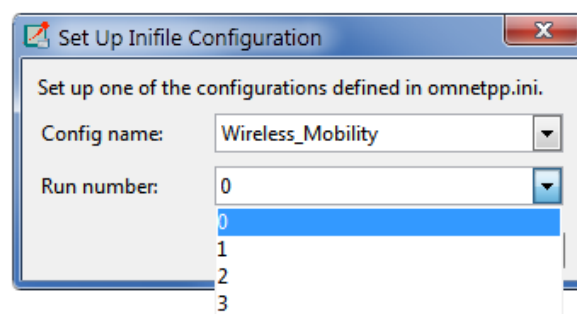 Set Up Inifile Configuration
Set up one of the configurations defined in omnetpp.ini.
Config name: Wireless_Mobility
Run number: 0
0
1
2
3